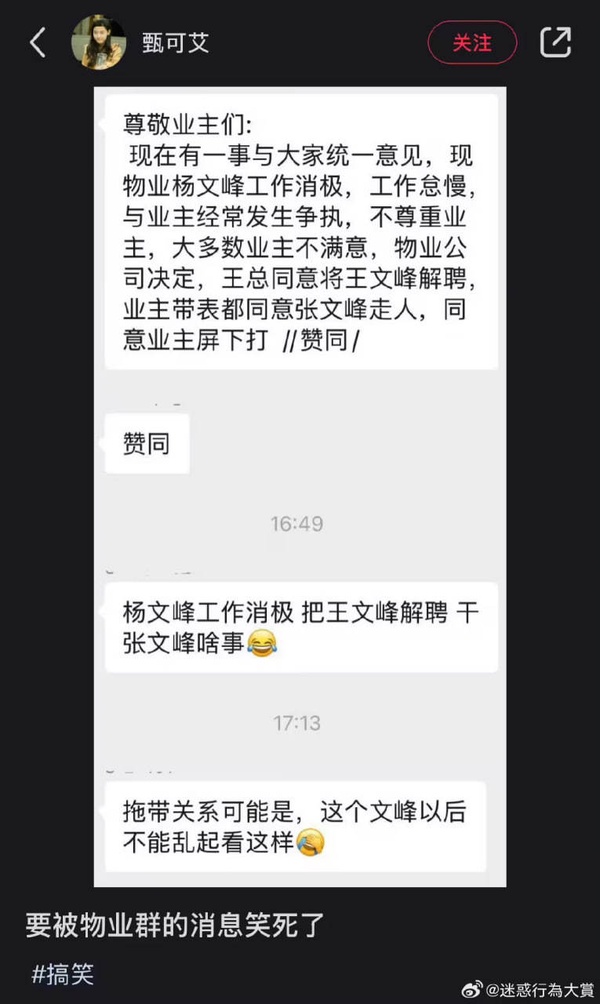 甄可艾
关注
尊敬业主们:
现在有一事与大家统一意见，现
物业杨文峰工作消极，工作怠慢，
与业主经常发生争执，不尊重业
主，大多数业主不满意，物业公
司决定，王总同意将王文峰解聘，
业主带表都同意张文峰走人，同
意业主屏下打 //赞同/
赞同
16:49
杨文峰工作消极 把王文峰解聘 干
张文峰啥事😂
17:13
拖带关系可能是，这个文峰以后
不能乱起看这样😂
要被物业群的消息笑死了
#搞笑
@迷惑行為大賞